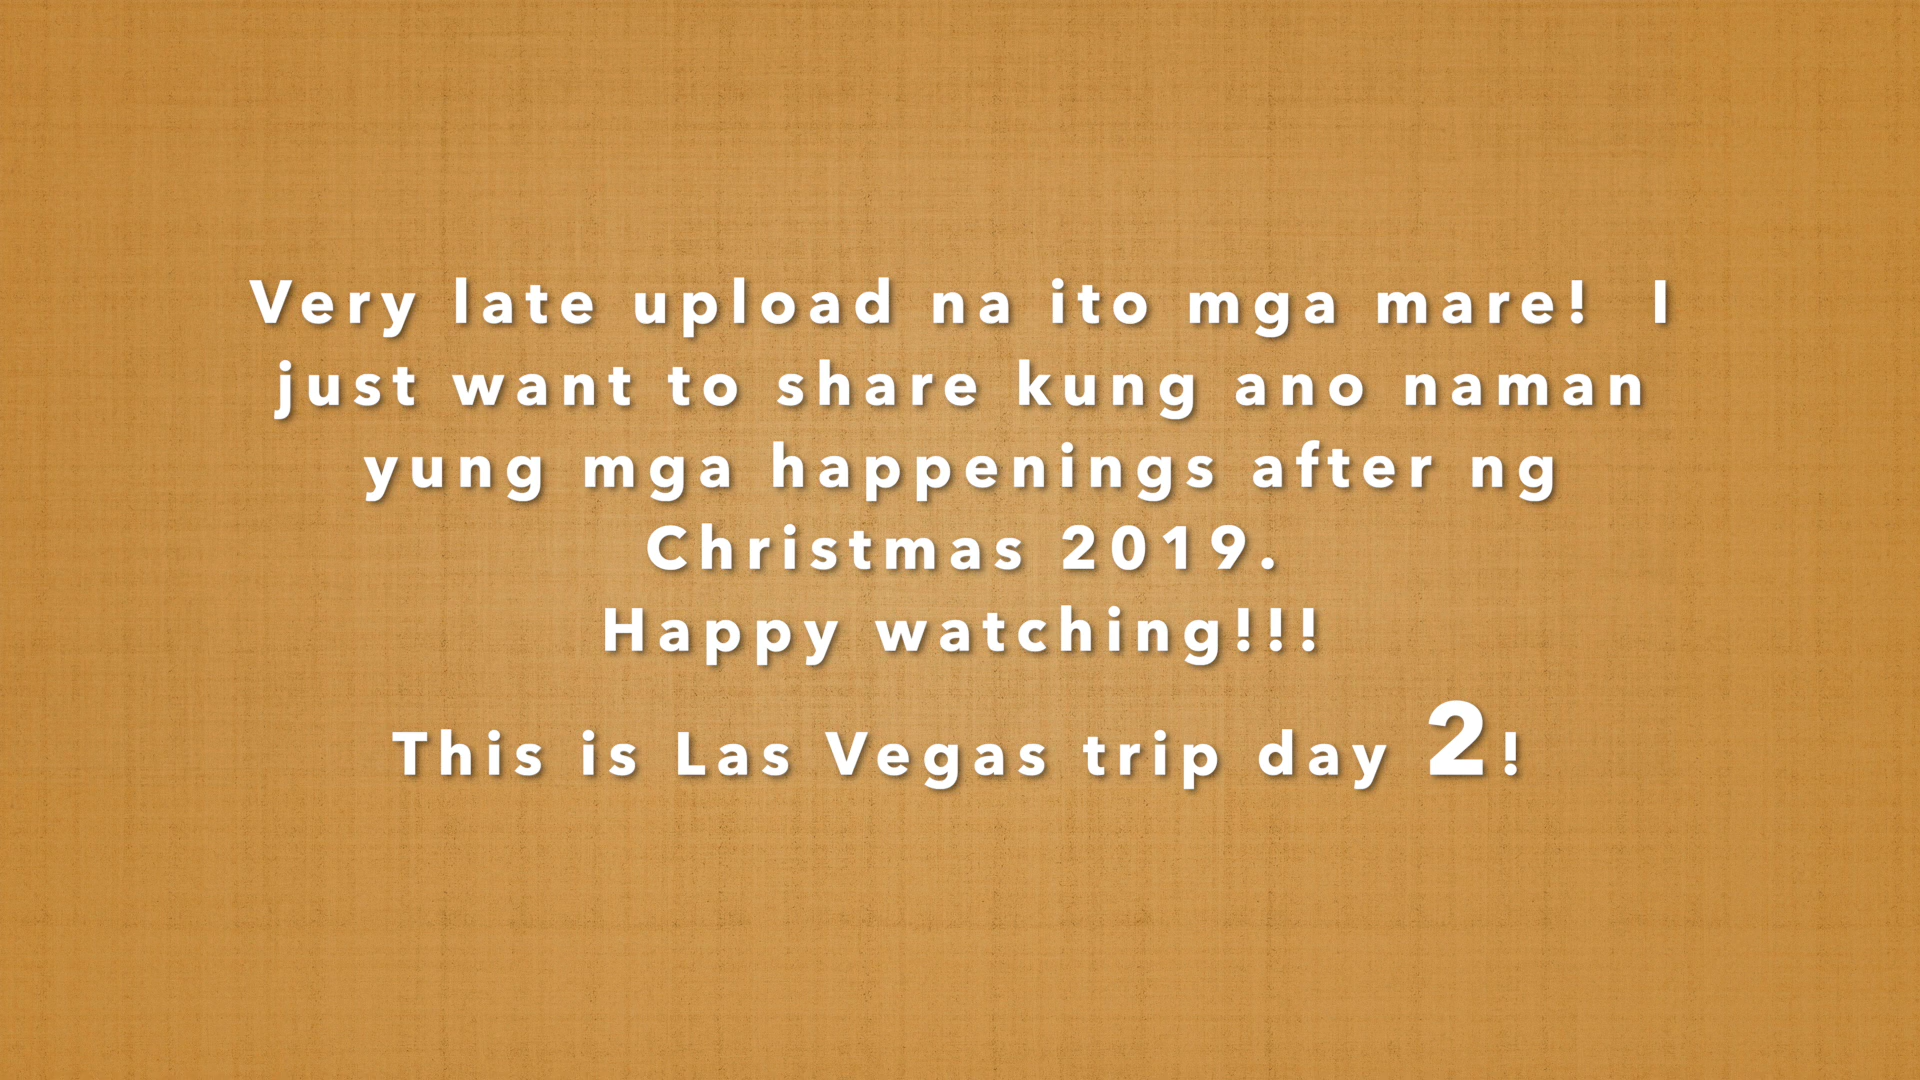 Very late upload na ito mga mare!  I
just want to share kung ano naman
yung mga happenings after ng
Christmas 2019.
Happy watching!!!
This is Las Vegas trip day 2!